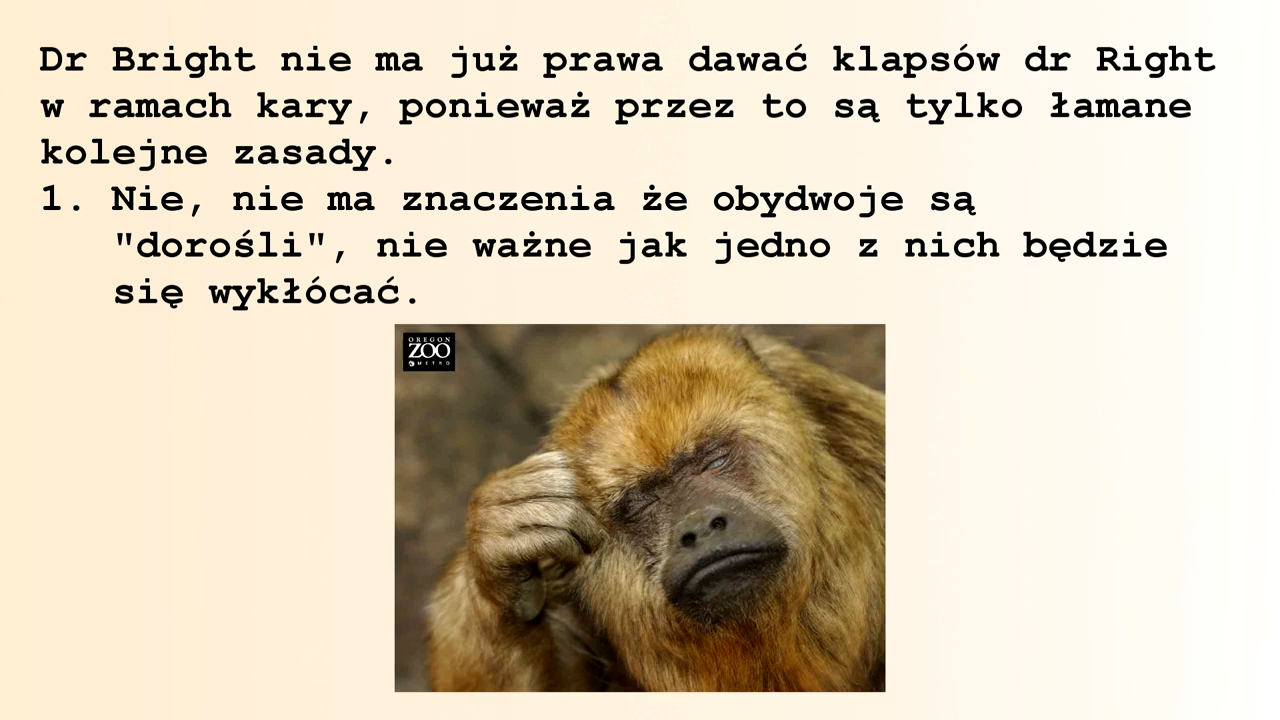 Dr Bright nie ma już prawa dawać klapsów dr Right
w ramach kary, ponieważ przez to są tylko łamane
kolejne zasady.
1. Nie, nie ma znaczenia że obydwoje są
"dorośli", nie ważne jak jedno z nich będzie
się wykłócać.
OREGON
ZOO
METRO